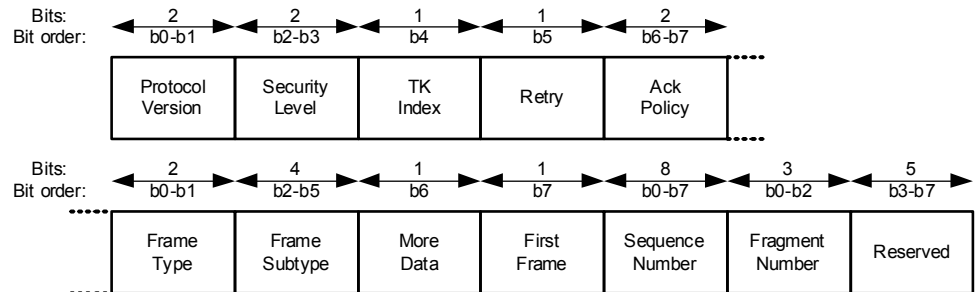 Bits: 2 2 1 1 2
Bit order: b0-b1 b2-b3 b4 b5 b6-b7
Protocol Version Security Level TK Index Retry Ack Policy
Bits: 2 4 1 1 8 3 5
Bit order: b0-b1 b2-b5 b6 b7 b0-b7 b0-b2 b3-b7
Frame Type Frame Subtype More Data First Frame Sequence Number Fragment Number Reserved